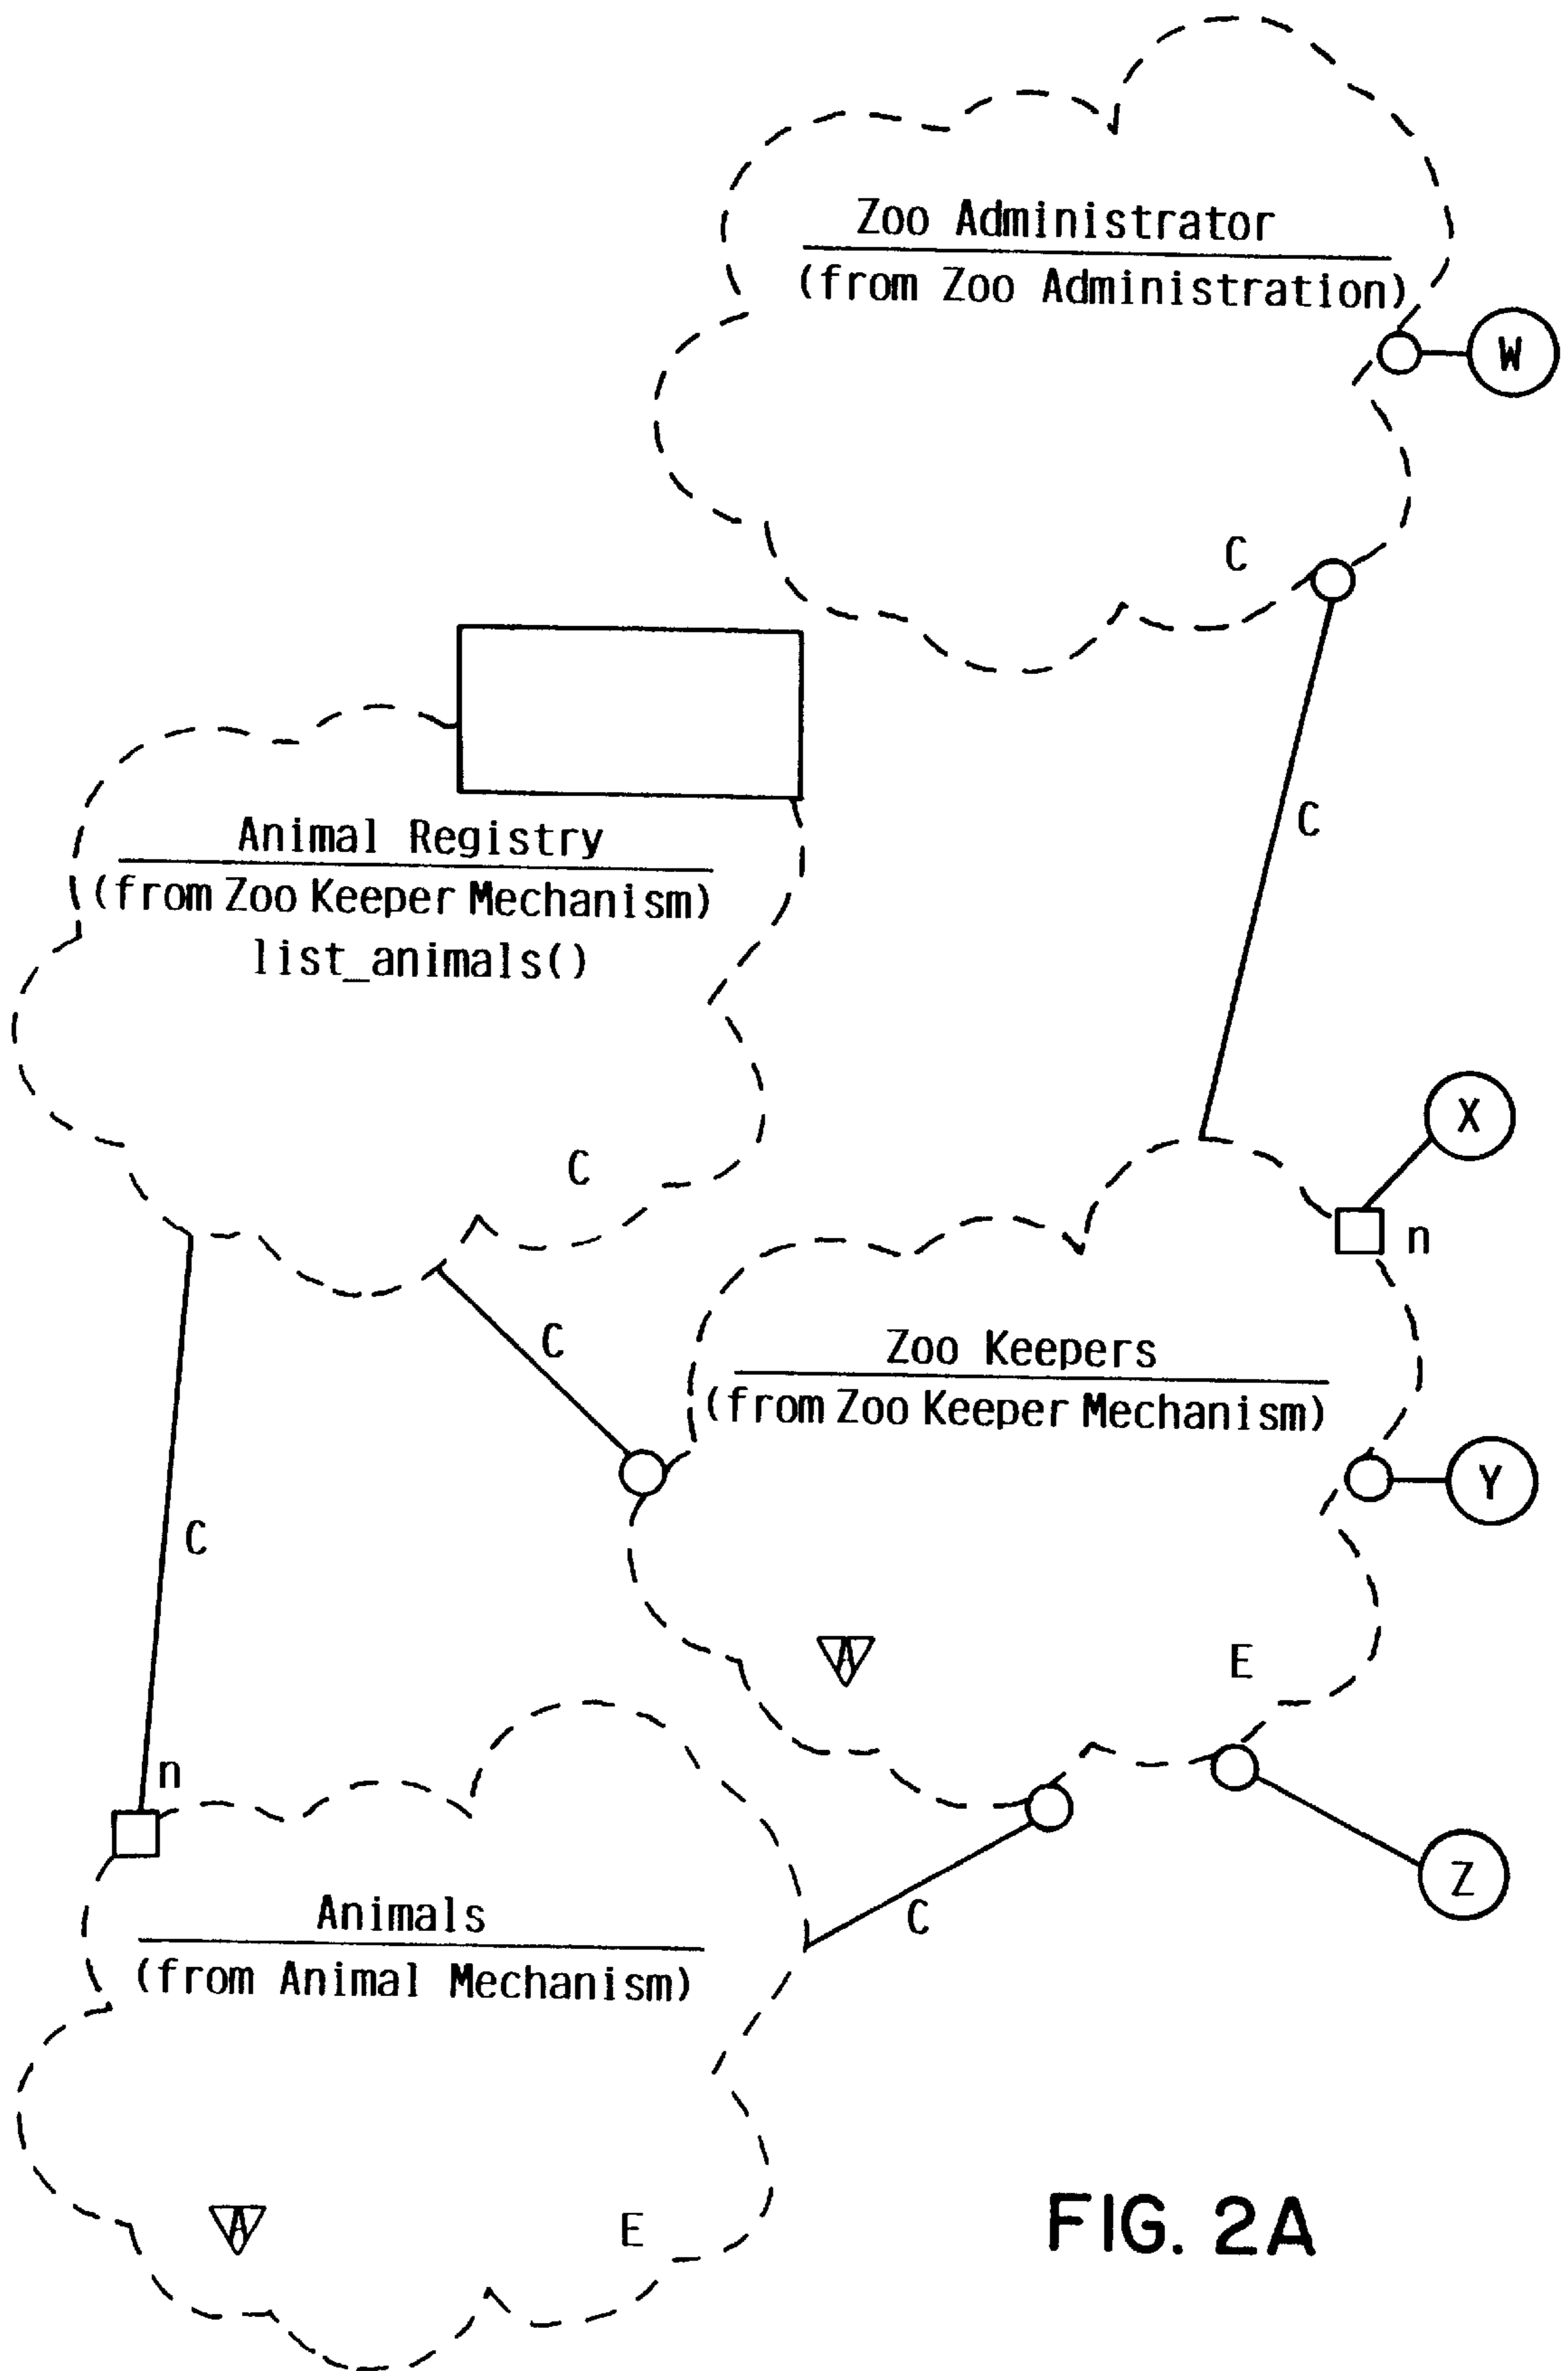 Zoo Administrator
(from Zoo Administration)
W
C
C
Animal Registry
(from Zoo Keeper Mechanism)
list_animals()
C
X
n
C
Zoo Keepers
(from Zoo Keeper Mechanism)
Y
C
A
E
n
C
Z
Animals
(from Animal Mechanism)
A
E
FIG. 2A